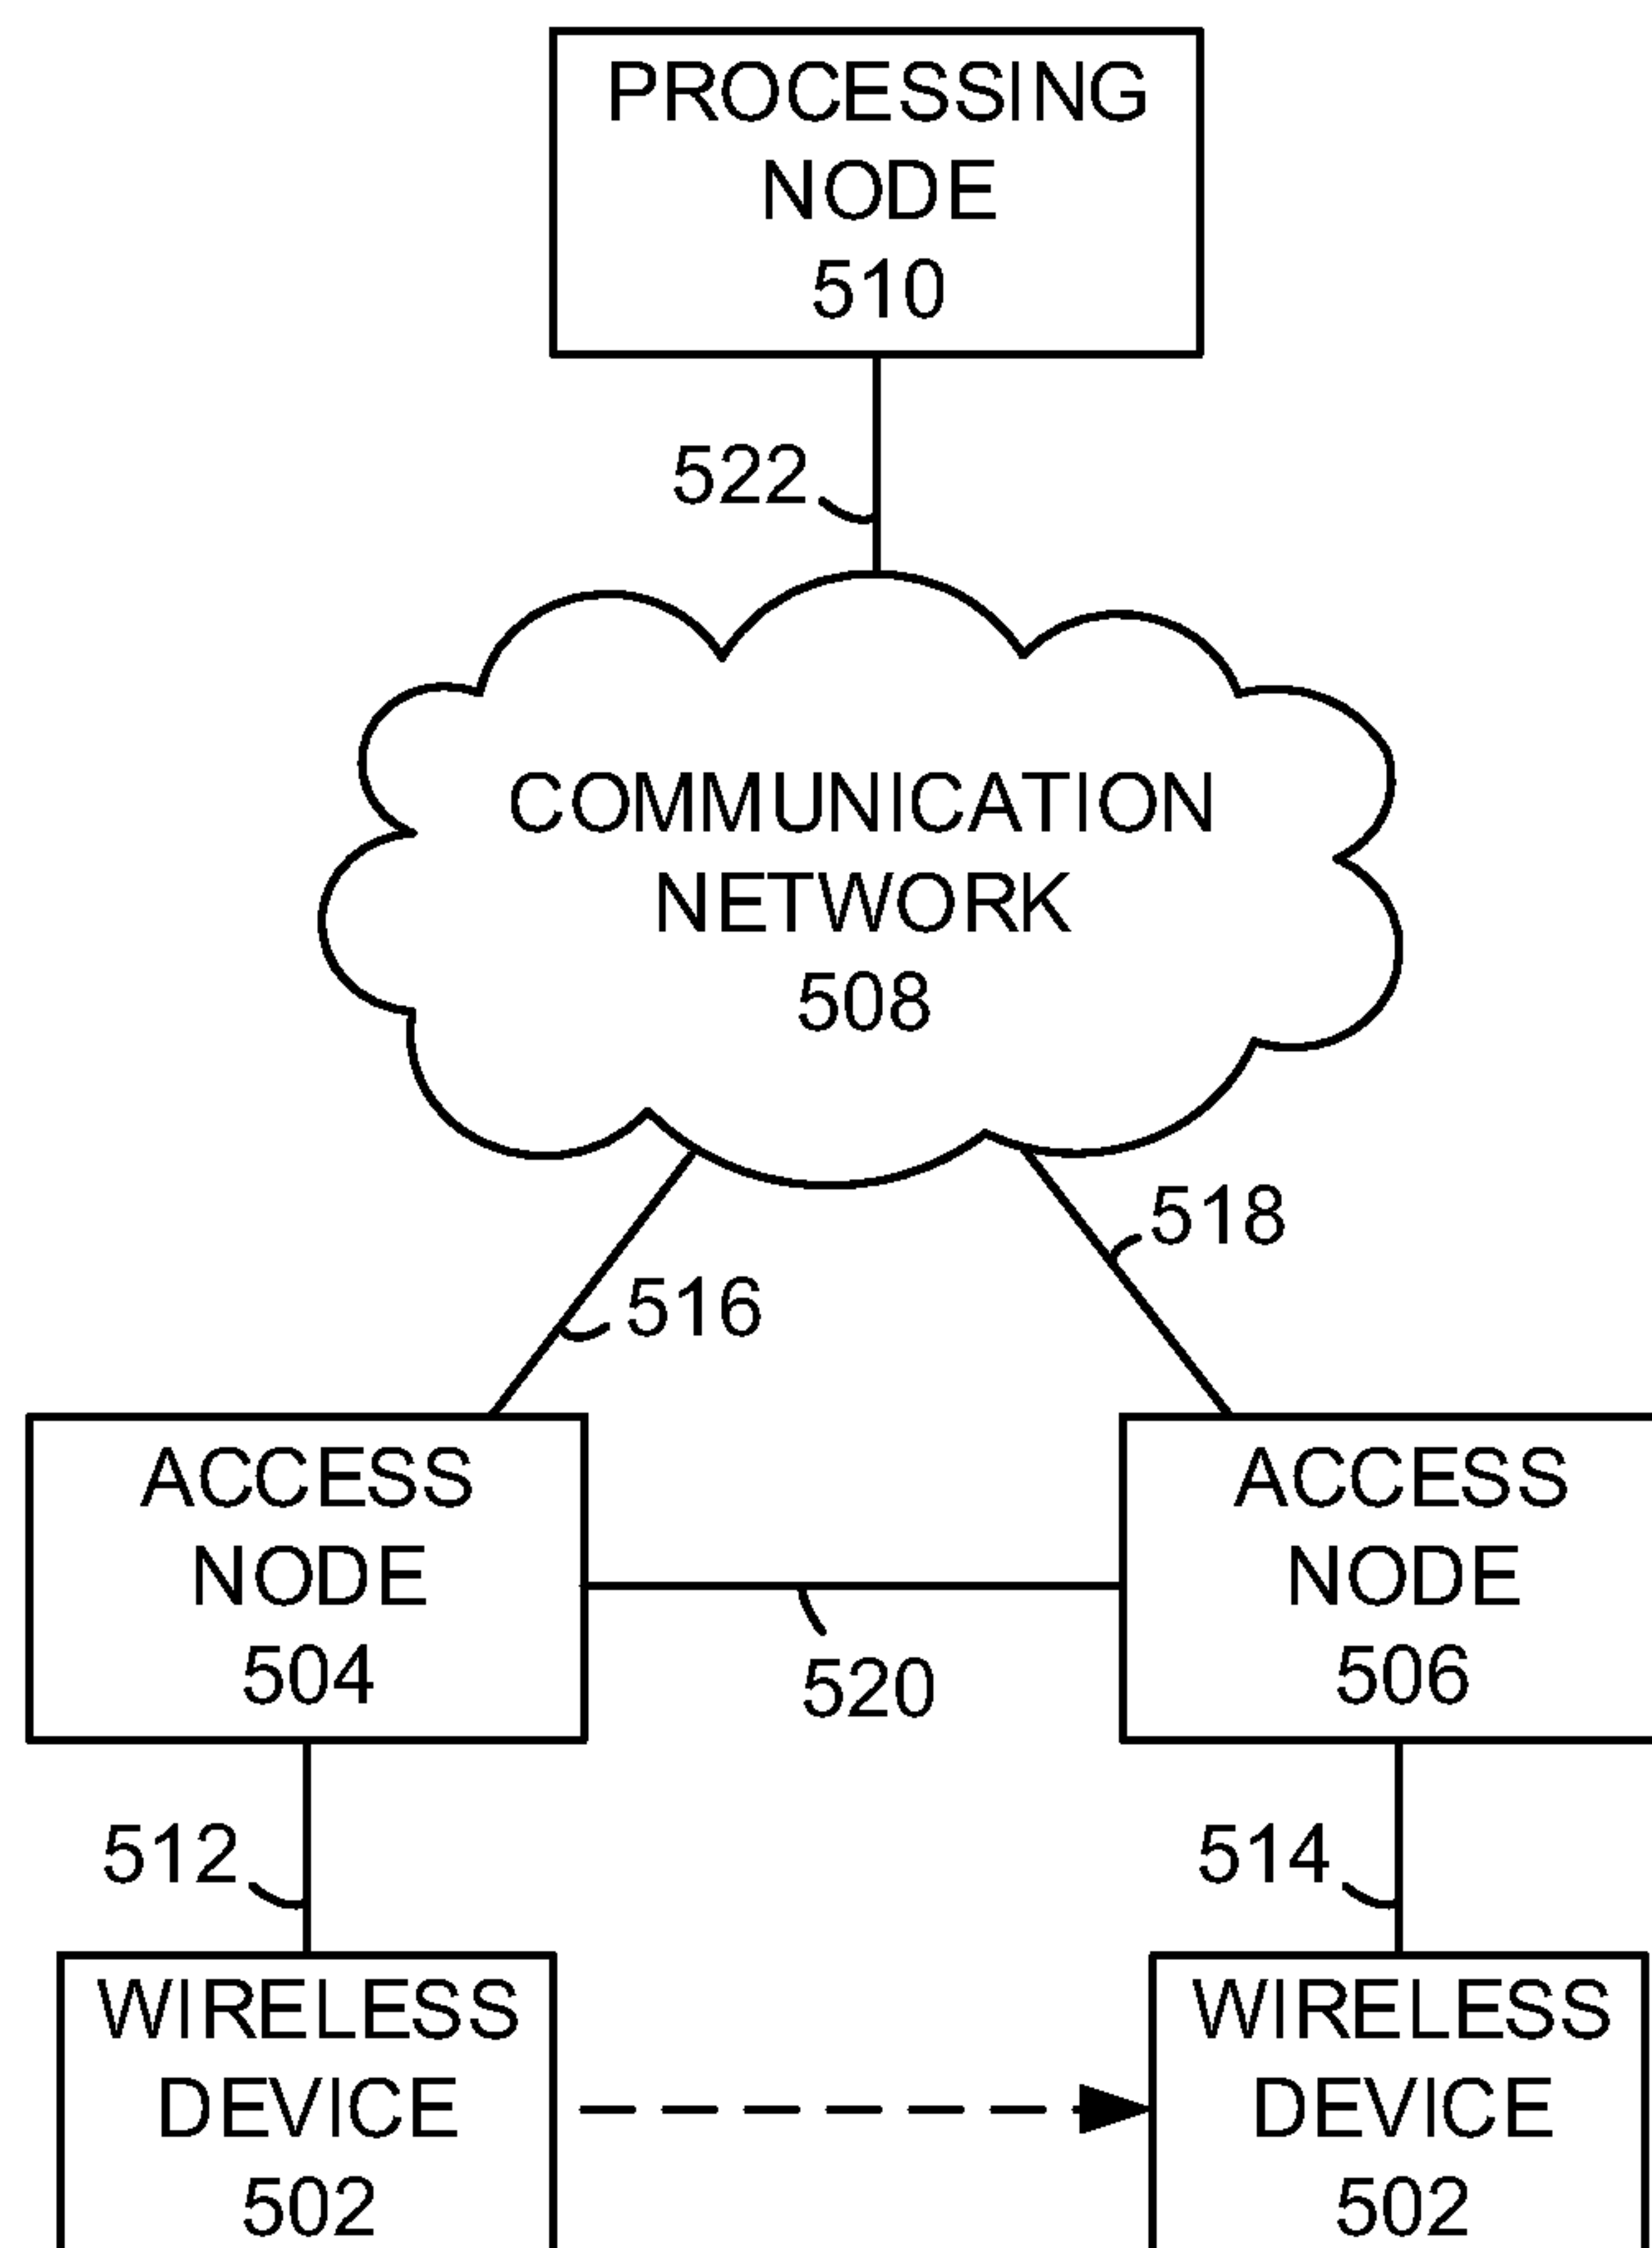 PROCESSING
NODE
510
522
COMMUNICATION
NETWORK
508
518
516
ACCESS
NODE
504
ACCESS
NODE
506
520
512
514
WIRELESS
DEVICE
502
WIRELESS
DEVICE
502